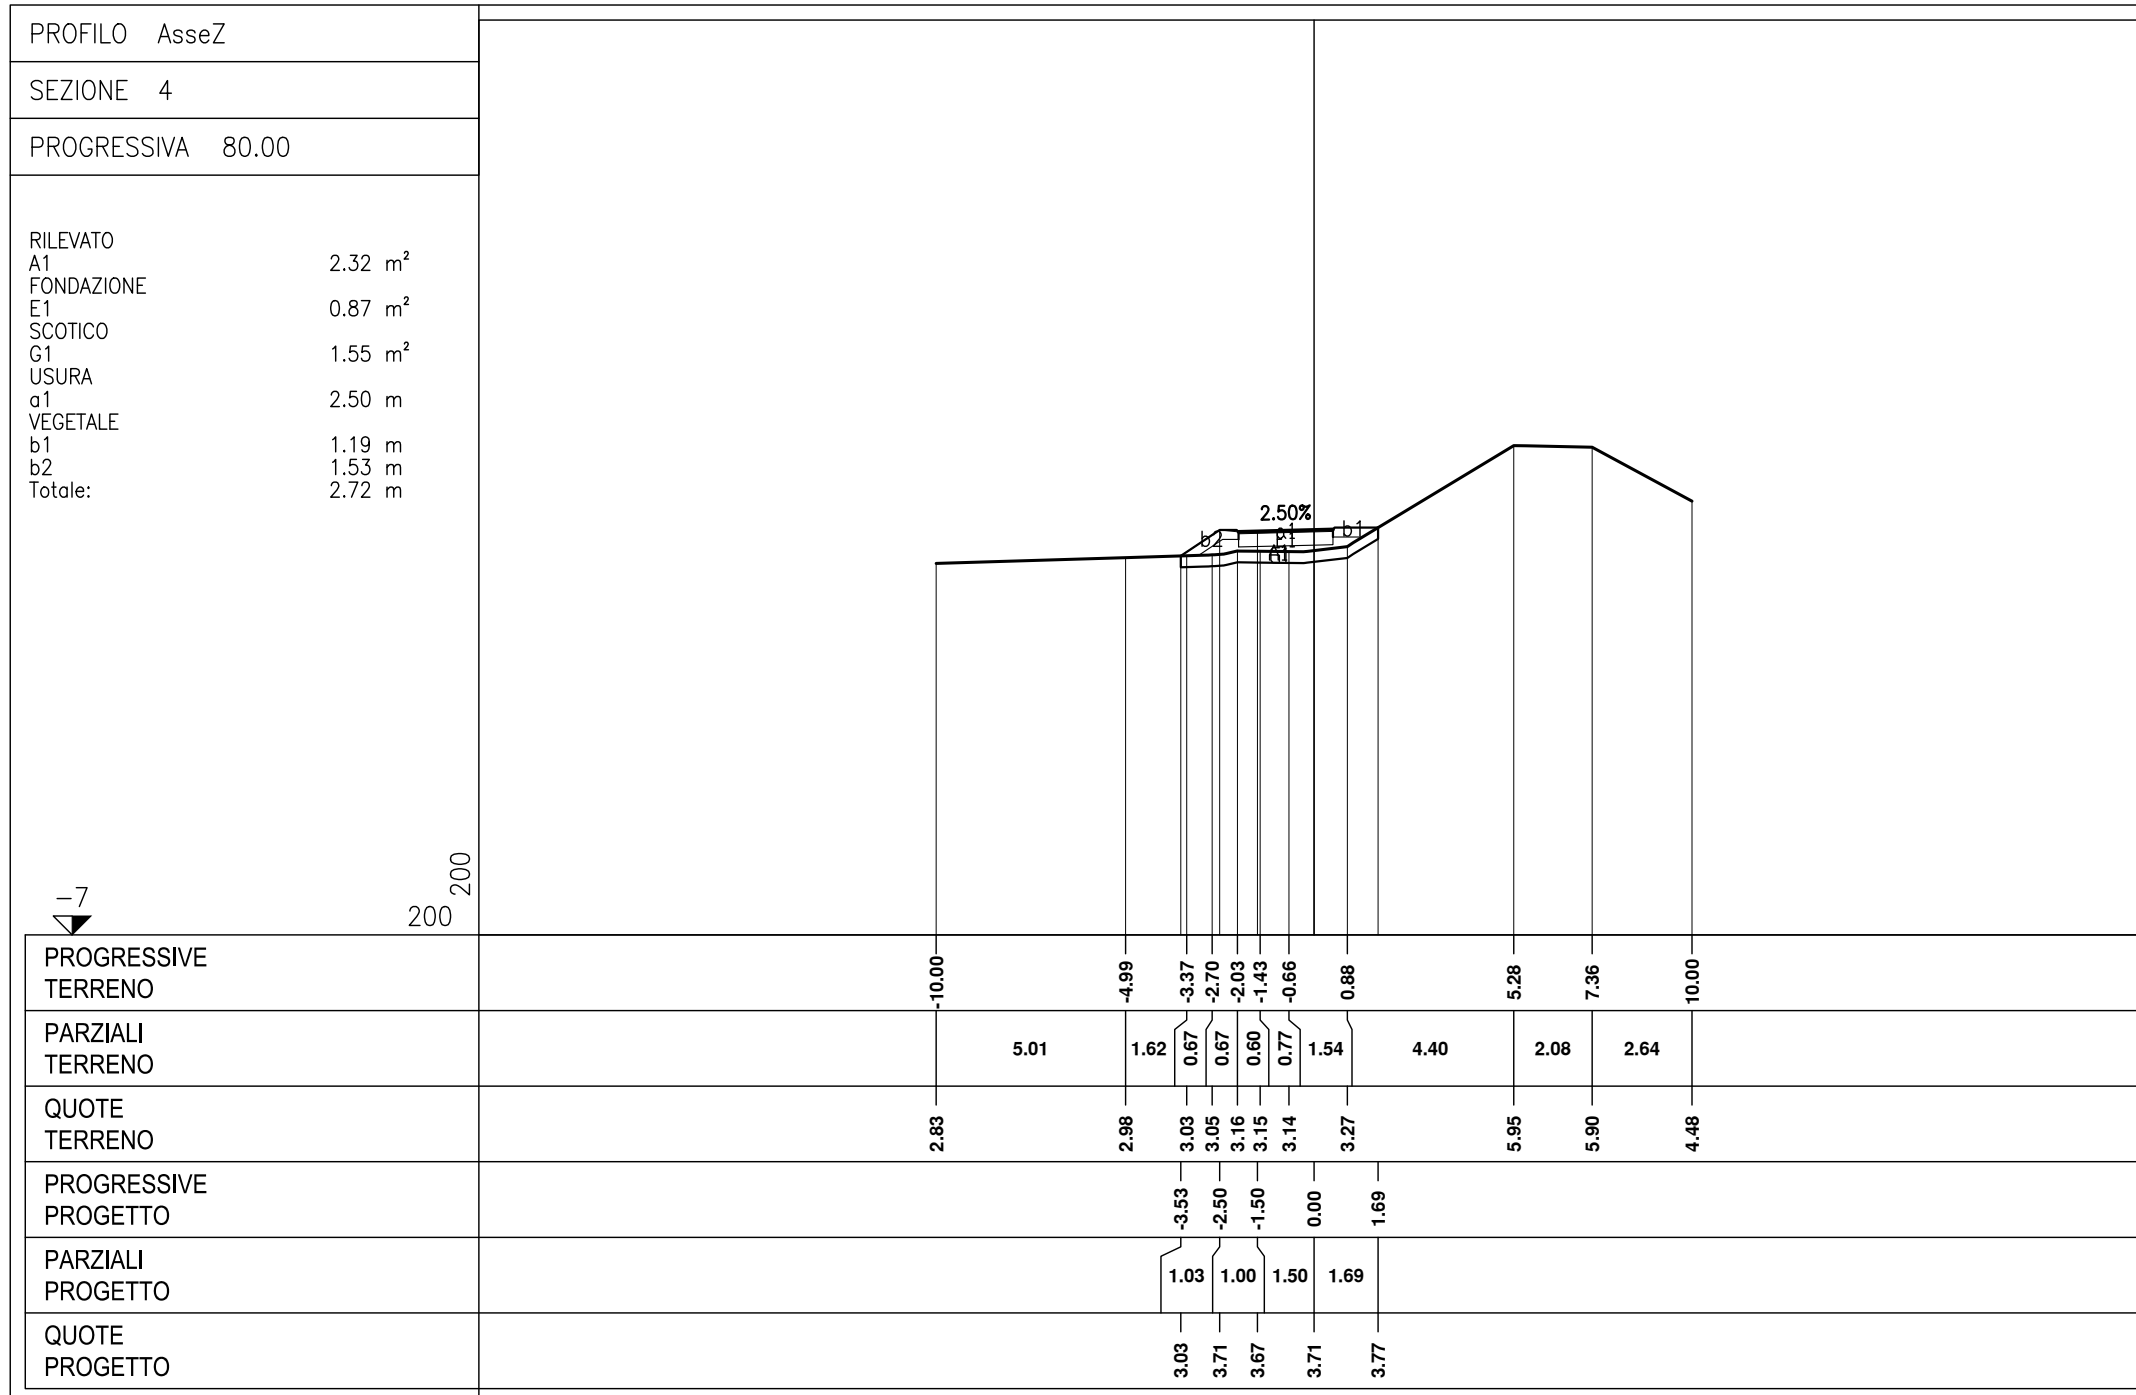 PROFILO AsseZ
SEZIONE 4
PROGRESSIVA 80.00
RILEVATO
A1 2.32 m²
FONDAZIONE
E1 0.87 m²
SCOTICO
G1 1.55 m²
USURA
a1 2.50 m
VEGETALE
b1 1.19 m
b2 1.53 m
Totale: 2.72 m
2.50%
b2 a1 b1
A1
200
-7
200
PROGRESSIVE
TERRENO
-10.00 -4.99 -3.37 -2.70 -2.03 -1.43 -0.66 0.88 5.28 7.36 10.00
PARZIALI
TERRENO
5.01 1.62 0.67 0.67 0.60 0.77 1.54 4.40 2.08 2.64
QUOTE
TERRENO
2.83 2.98 3.03 3.05 3.16 3.15 3.14 3.27 5.95 5.90 4.48
PROGRESSIVE
PROGETTO
-3.53 -2.50 -1.50 0.00 1.69
PARZIALI
PROGETTO
1.03 1.00 1.50 1.69
QUOTE
PROGETTO
3.03 3.71 3.67 3.71 3.77